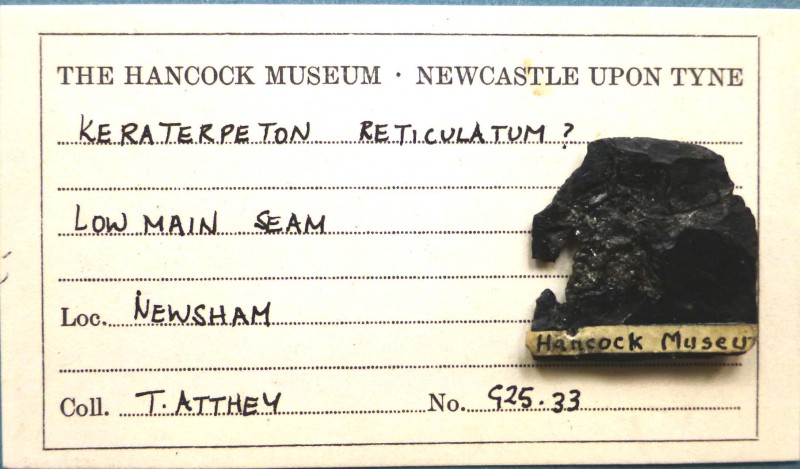 THE HANCOCK MUSEUM · NEWCASTLE UPON TYNE
KERATERPETON RETICULATUM ?
LOW MAIN SEAM
Loc. NEWSHAM
Hancock Museu
Coll. T. ATTHEY No. G25.33